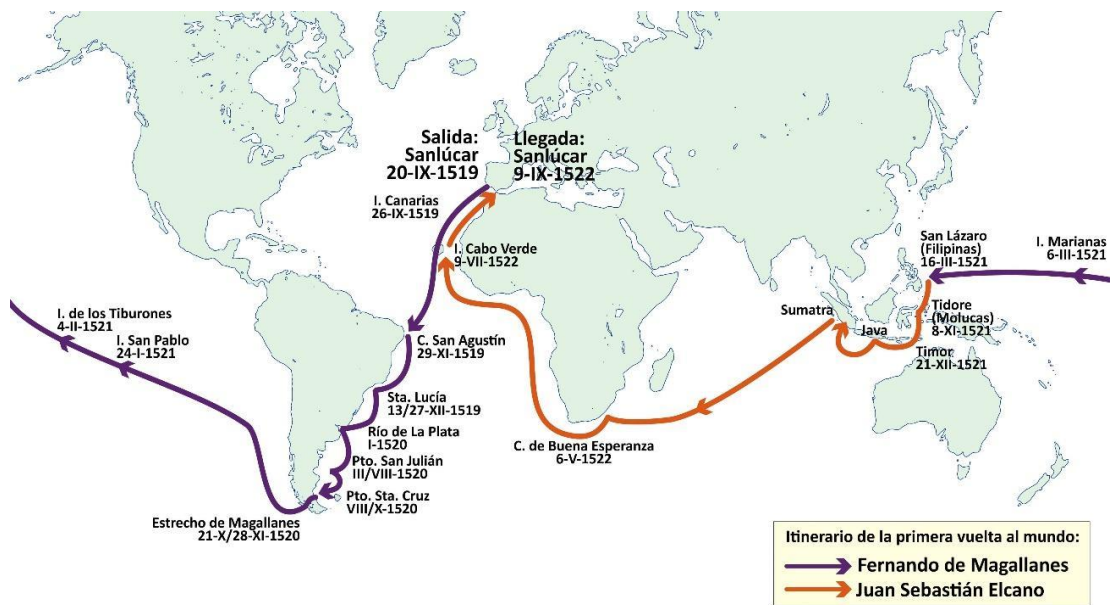 Salida:
Sanlúcar
20-IX-1519
Llegada:
Sanlúcar
9-IX-1522
I. Canarias
26-IX-1519
I. Cabo Verde
9-VII-1522
San Lázaro
(Filipinas)
16-III-1521
I. Marianas
6-III-1521
I. de los Tiburones
4-II-1521
I. San Pablo
24-I-1521
C. San Agustín
29-XI-1519
Sumatra
Java
Tidore
(Molucas)
8-XI-1521
Timor
21-XII-1521
Sta. Lucía
13/27-XII-1519
Río de La Plata
I-1520
Pto. San Julián
III/VIII-1520
Pto. Sta. Cruz
VIII/X-1520
C. de Buena Esperanza
6-V-1522
Estrecho de Magallanes
21-X/28-XI-1520
Itinerario de la primera vuelta al mundo:
Fernando de Magallanes
Juan Sebastián Elcano